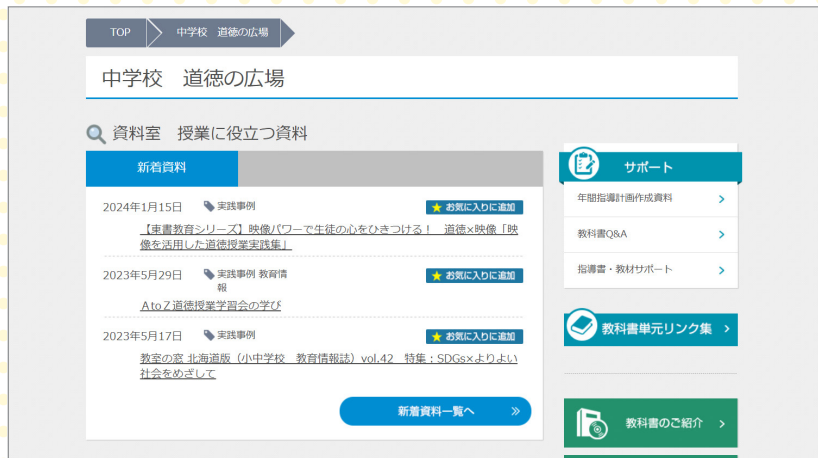 TOP 中学校 道徳の広場
中学校 道徳の広場
資料室 授業に役立つ資料
新着資料
2024年1月15日 実践事例 お気に入りに追加
【東書教育シリーズ】映像パワーで生徒の心をひきつける！ 道徳×映像「映
像を活用した道徳授業実践集」
2023年5月29日 実践事例 教育情
報 お気に入りに追加
AtoZ道徳授業学習会の学び
2023年5月17日 実践事例 お気に入りに追加
教室の窓 北海道版（小中学校 教育情報誌）vol.42 特集：SDGs×よりよい
社会をめざして
新着資料一覧へ
サポート
年間指導計画作成資料
教科書Q&A
指導書・教材サポート
教科書単元リンク集
教科書のご紹介